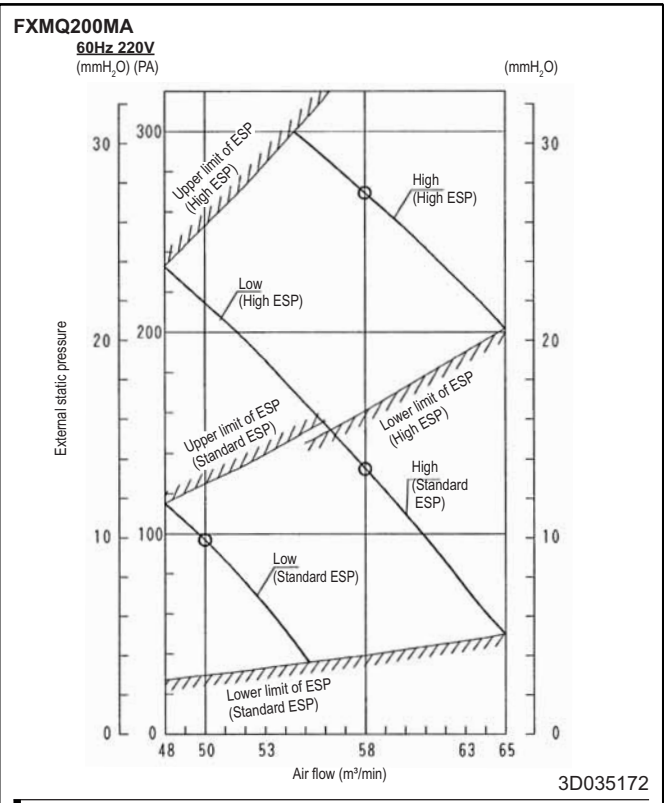 FXMQ200MA
60Hz 220V
(mmH₂O) (PA)
(mmH₂O)
30
300
30
Upper limit of ESP
(High ESP)
High
(High ESP)
Low
(High ESP)
20
200
20
External static pressure
Upper limit of ESP
(Standard ESP)
Lower limit of ESP
(High ESP)
High
(Standard
ESP)
10
100
10
Low
(Standard ESP)
Lower limit of ESP
(Standard ESP)
0
0
0
48 50 53 58 63 65
Air flow (m³/min)
3D035172